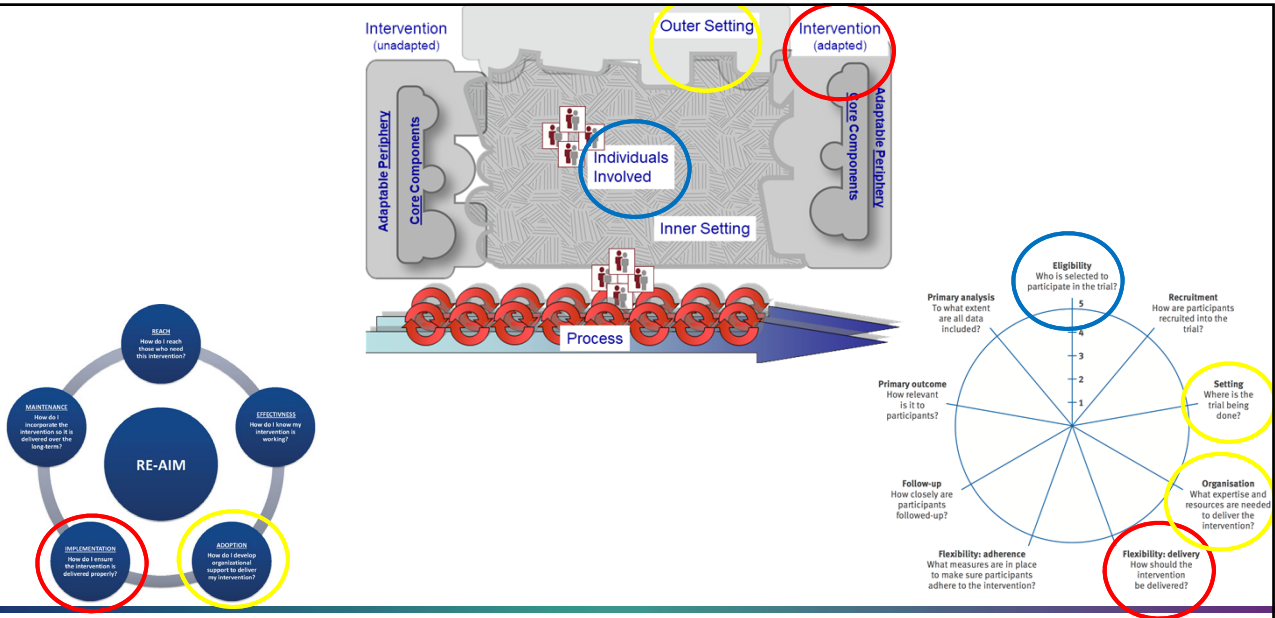 Intervention
(unadapted)
Outer Setting
Intervention
(adapted)
Adaptable Periphery
Core Components
Individuals
Involved
Inner Setting
Core Components
Adaptable Periphery
Process
REACH
How do I reach
those who need
this intervention?
MAINTENANCE
How do I
incorporate the
intervention so it is
delivered over the
long-term?
EFFECTIVNESS
How do I know my
intervention is
working?
RE-AIM
IMPLEMENTATION
How do I ensure
the intervention is
delivered properly?
ADOPTION
How do I develop
organisational
support to deliver
my intervention?
Eligibility
Who is selected to
participate in the trial?
Primary analysis
To what extent
are all data
included?
Recruitment
How are participants
recruited into the
trial?
5
4
3
2
1
Primary outcome
How relevant
is it to
participants?
Setting
Where is the
trial being
done?
Follow-up
How closely are
participants
followed-up?
Organisation
What expertise and
resources are needed
to deliver the
intervention?
Flexibility: adherence
What measures are in place
to make sure participants
adhere to the intervention?
Flexibility: delivery
How should the
intervention
be delivered?